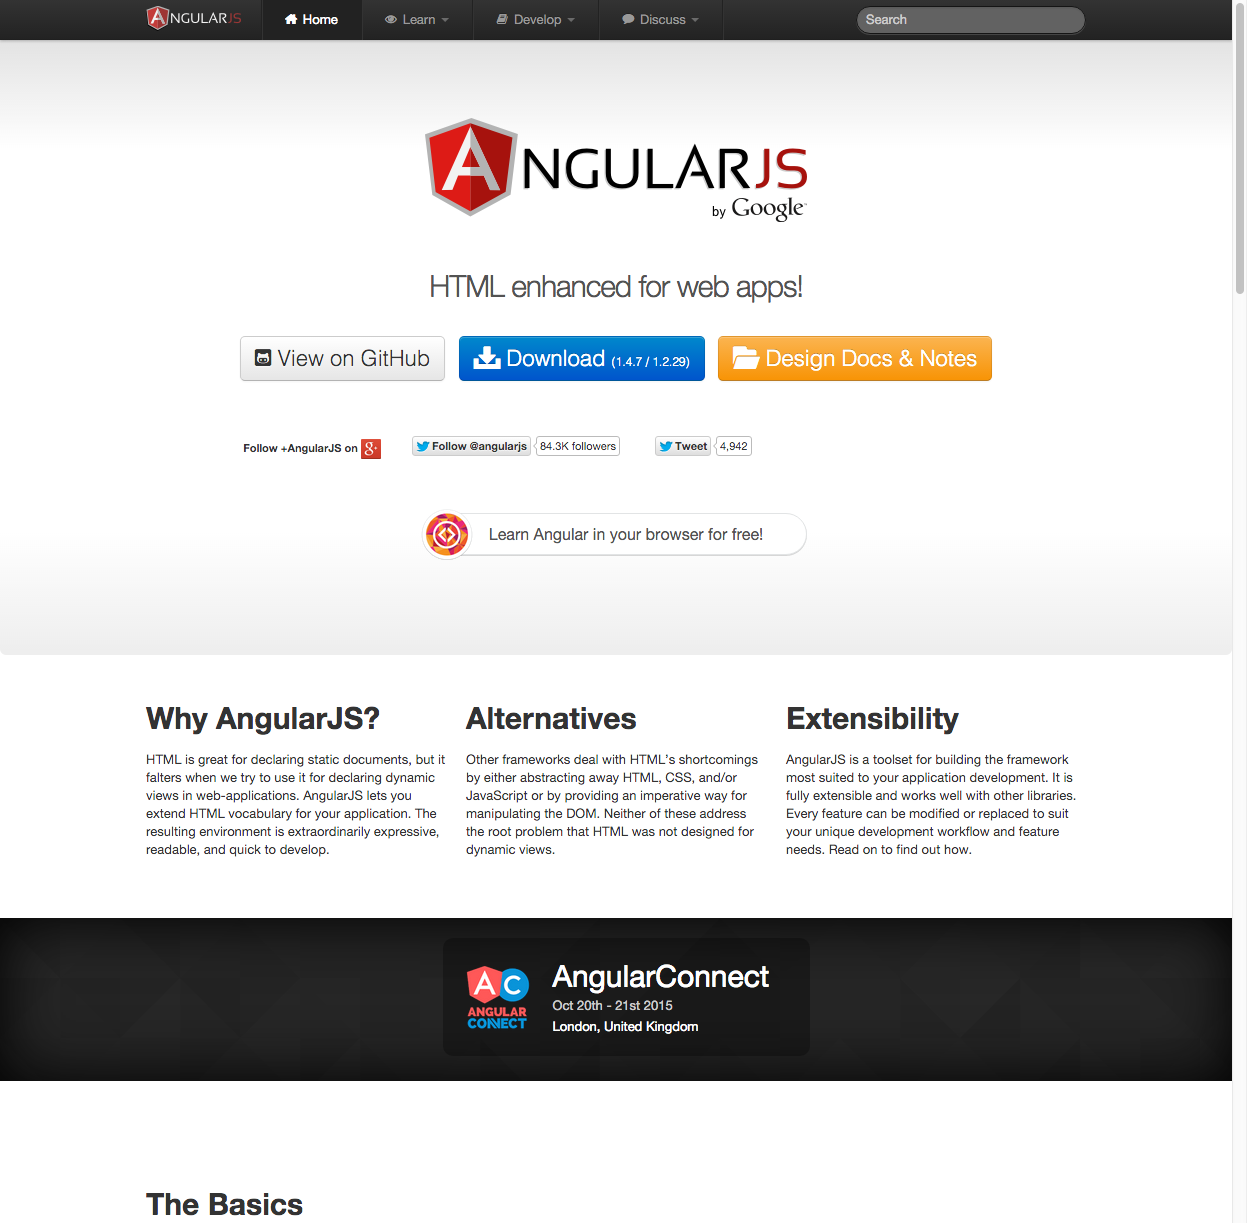 ANGULARJS
Home
Learn
Develop
Discuss
Search
ANGULARJS
by Google™
HTML enhanced for web apps!
View on GitHub
Download (1.4.7 / 1.2.29)
Design Docs & Notes
Follow +AngularJS on g+
Follow @angularjs
84.3K followers
Tweet
4,942
Learn Angular in your browser for free!
Why AngularJS?
HTML is great for declaring static documents, but it
falters when we try to use it for declaring dynamic
views in web-applications. AngularJS lets you
extend HTML vocabulary for your application. The
resulting environment is extraordinarily expressive,
readable, and quick to develop.
Alternatives
Other frameworks deal with HTML's shortcomings
by either abstracting away HTML, CSS, and/or
JavaScript or by providing an imperative way for
manipulating the DOM. Neither of these address
the root problem that HTML was not designed for
dynamic views.
Extensibility
AngularJS is a toolset for building the framework
most suited to your application development. It is
fully extensible and works well with other libraries.
Every feature can be modified or replaced to suit
your unique development workflow and feature
needs. Read on to find out how.
AC
ANGULAR
CONNECT
AngularConnect
Oct 20th - 21st 2015
London, United Kingdom
The Basics